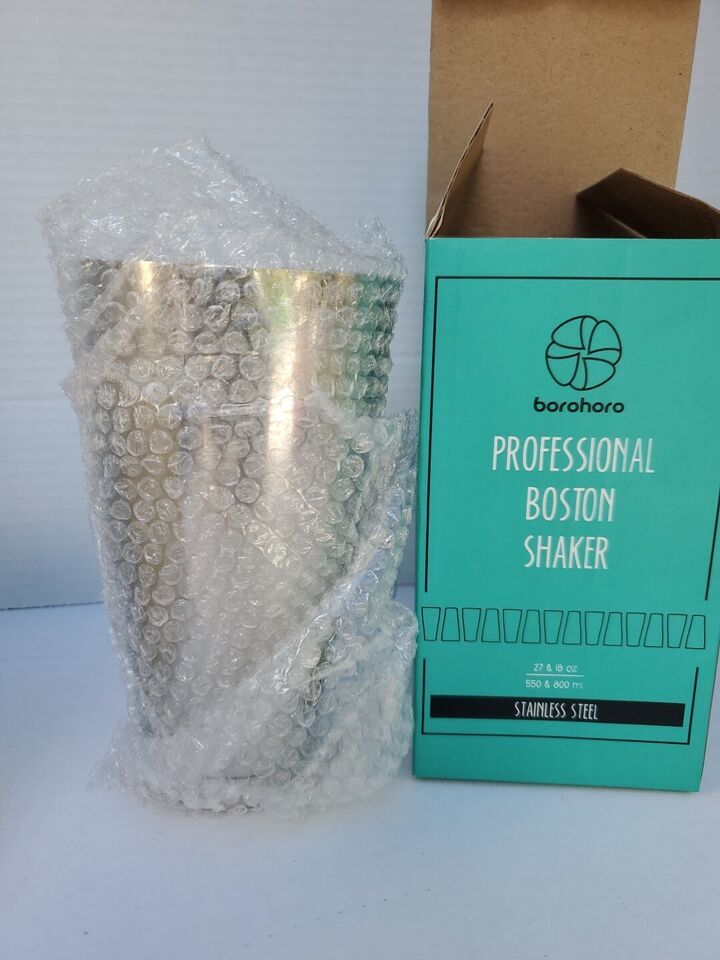 borohoro
PROFESSIONAL
BOSTON
SHAKER
27 & 18 oz
550 & 800 ml
STAINLESS STEEL